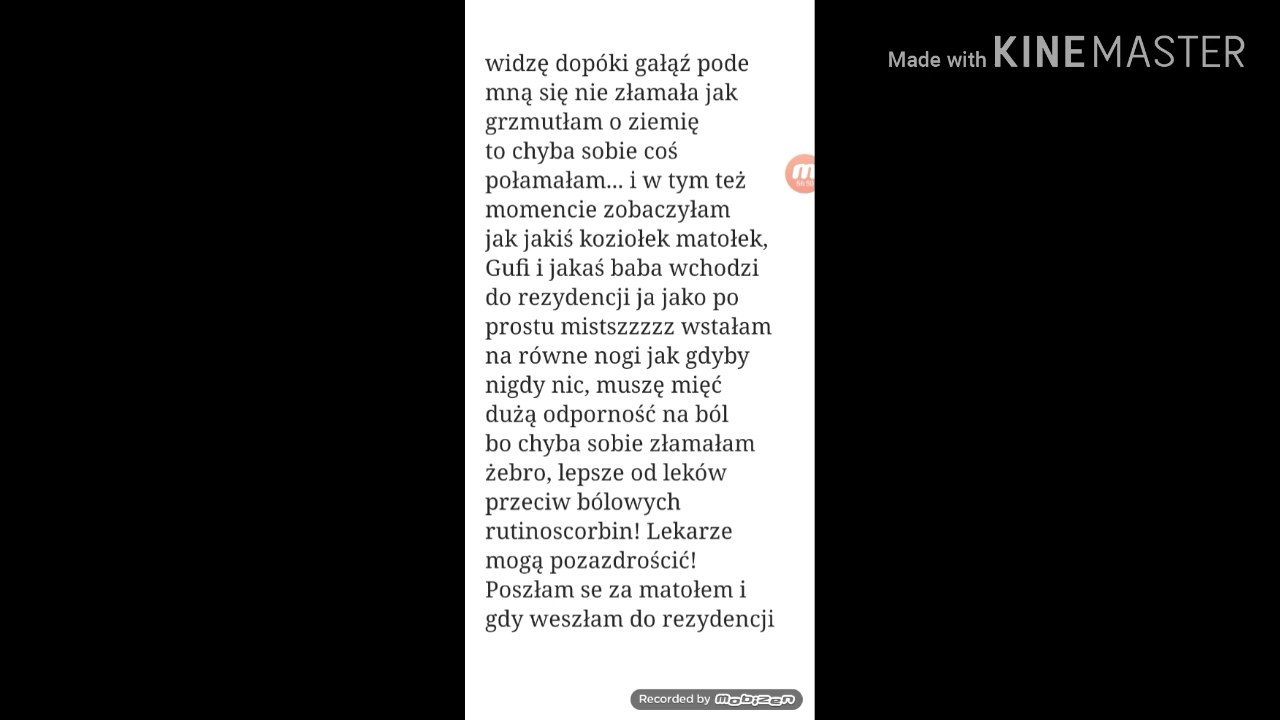 Made with KINEMASTER
widzę dopóki gałąź pode
mną się nie złamała jak
grzmutłam o ziemię
to chyba sobie coś
połamałam... i w tym też
momencie zobaczyłam
jak jakiś koziołek matołek,
Gufi i jakaś baba wchodzi
do rezydencji ja jako po
prostu mistszzzzz wstałam
na równe nogi jak gdyby
nigdy nic, muszę mięć
dużą odporność na ból
bo chyba sobie złamałam
żebro, lepsze od leków
przeciw bólowych
rutinoscorbin! Lekarze
mogą pozazdrościć!
Poszłam se za matołem i
gdy weszłam do rezydencji
Recorded by mobizen